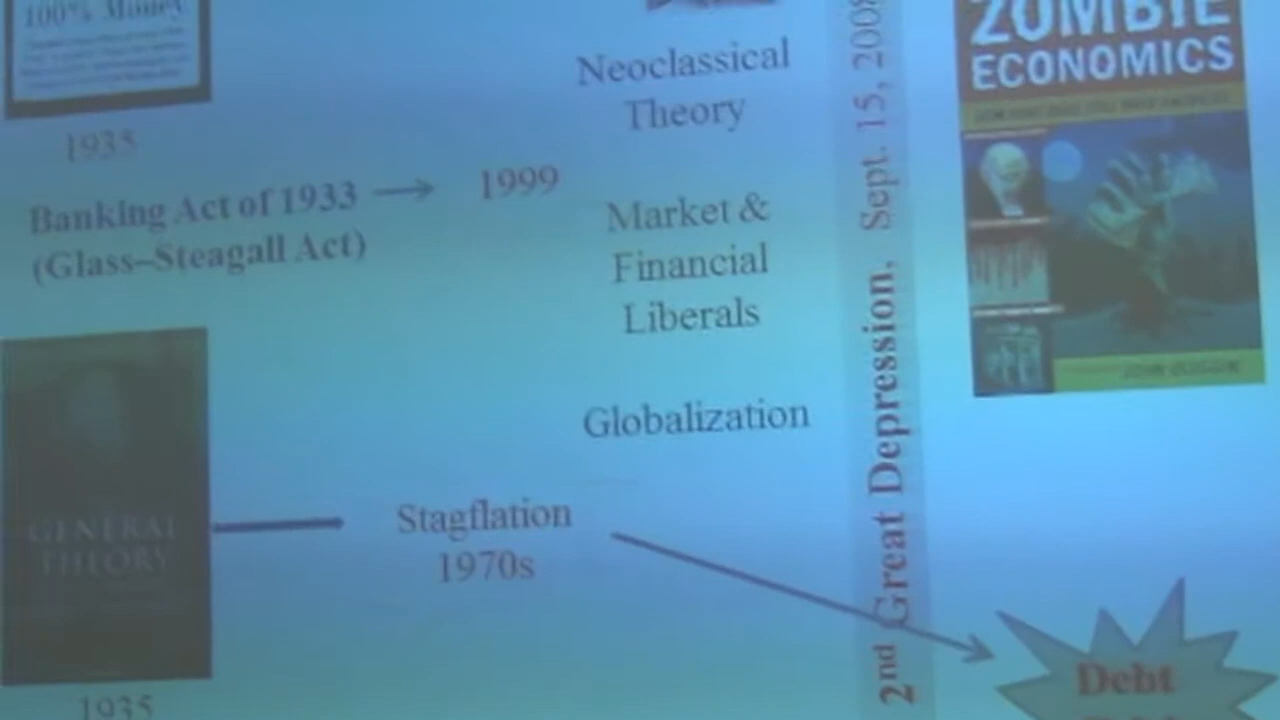 100% Money
1935
Banking Act of 1933
(Glass–Steagall Act)
1999
GENERAL
THEORY
1935
Neoclassical
Theory
Market &
Financial
Liberals
Globalization
Stagflation
1970s
2nd Great Depression, Sept. 15, 2008
ZOMBIE
ECONOMICS
JOHN QUIGGIN
Debt